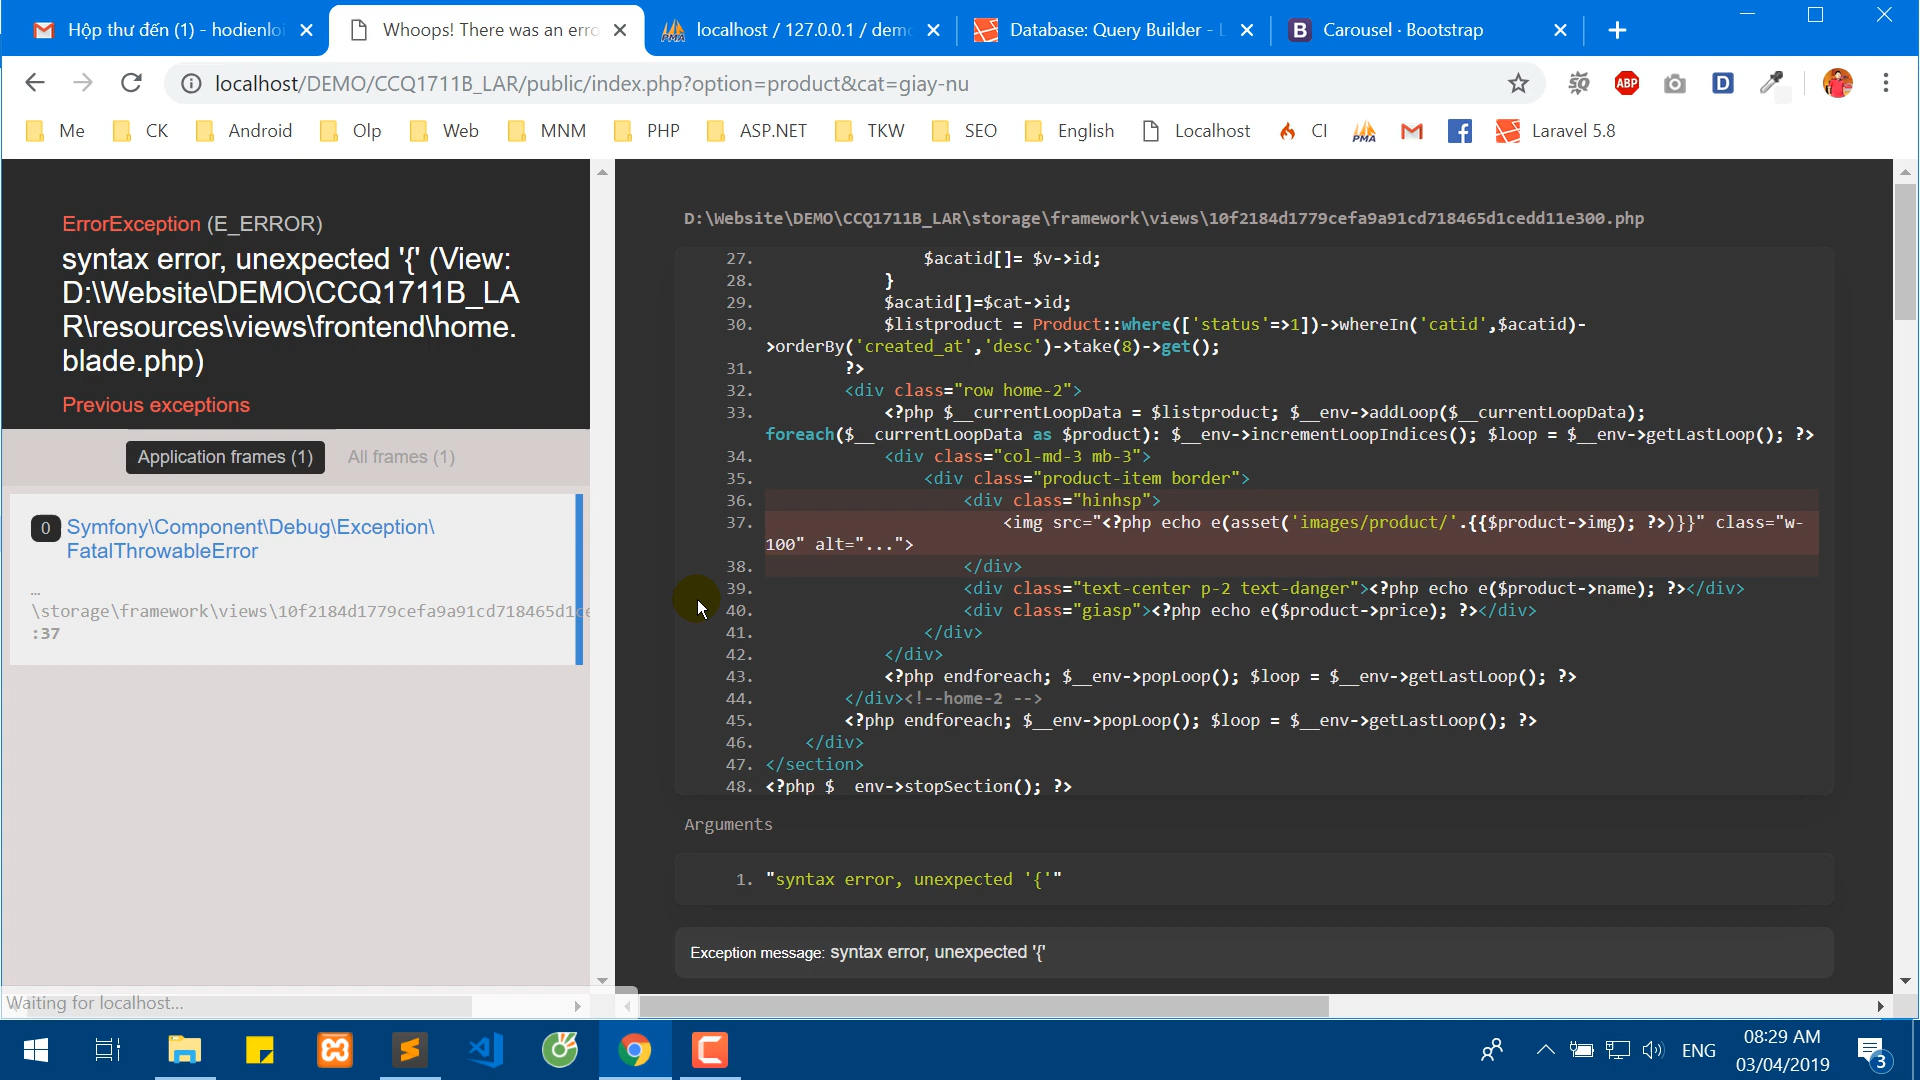 Hộp thư đến (1) - hodienloi
Whoops! There was an erro
localhost / 127.0.0.1 / demo
Database: Query Builder - L
Carousel · Bootstrap
localhost/DEMO/CCQ1711B_LAR/public/index.php?option=product&cat=giay-nu
ABP
D
Me
CK
Android
Olp
Web
MNM
PHP
ASP.NET
TKW
SEO
English
Localhost
CI
PMA
Laravel 5.8
ErrorException (E_ERROR)
syntax error, unexpected '{' (View:
D:\Website\DEMO\CCQ1711B_LA
R\resources\views\frontend\home.
blade.php)
Previous exceptions
Application frames (1)
All frames (1)
0 Symfony\Component\Debug\Exception\
FatalThrowableError
…
\storage\framework\views\10f2184d1779cefa9a91cd718465d1ce
:37
Waiting for localhost...
D:\Website\DEMO\CCQ1711B_LAR\storage\framework\views\10f2184d1779cefa9a91cd718465d1cedd11e300.php
27. $acatid[]= $v->id;
28. }
29. $acatid[]=$cat->id;
30. $listproduct = Product::where(['status'=>1])->whereIn('catid',$acatid)-
>orderBy('created_at','desc')->take(8)->get();
31. ?>
32. <div class="row home-2">
33. <?php $__currentLoopData = $listproduct; $__env->addLoop($__currentLoopData);
foreach($__currentLoopData as $product): $__env->incrementLoopIndices(); $loop = $__env->getLastLoop(); ?>
34. <div class="col-md-3 mb-3">
35. <div class="product-item border">
36. <div class="hinhsp">
37. <img src="<?php echo e(asset('images/product/'.{{$product->img); ?>)}}" class="w-
100" alt="...">
38. </div>
39. <div class="text-center p-2 text-danger"><?php echo e($product->name); ?></div>
40. <div class="giasp"><?php echo e($product->price); ?></div>
41. </div>
42. </div>
43. <?php endforeach; $__env->popLoop(); $loop = $__env->getLastLoop(); ?>
44. </div><!--home-2 -->
45. <?php endforeach; $__env->popLoop(); $loop = $__env->getLastLoop(); ?>
46. </div>
47. </section>
48. <?php $__env->stopSection(); ?>
Arguments
1. "syntax error, unexpected '{'"
Exception message: syntax error, unexpected '{'
ENG
08:29 AM
03/04/2019
3